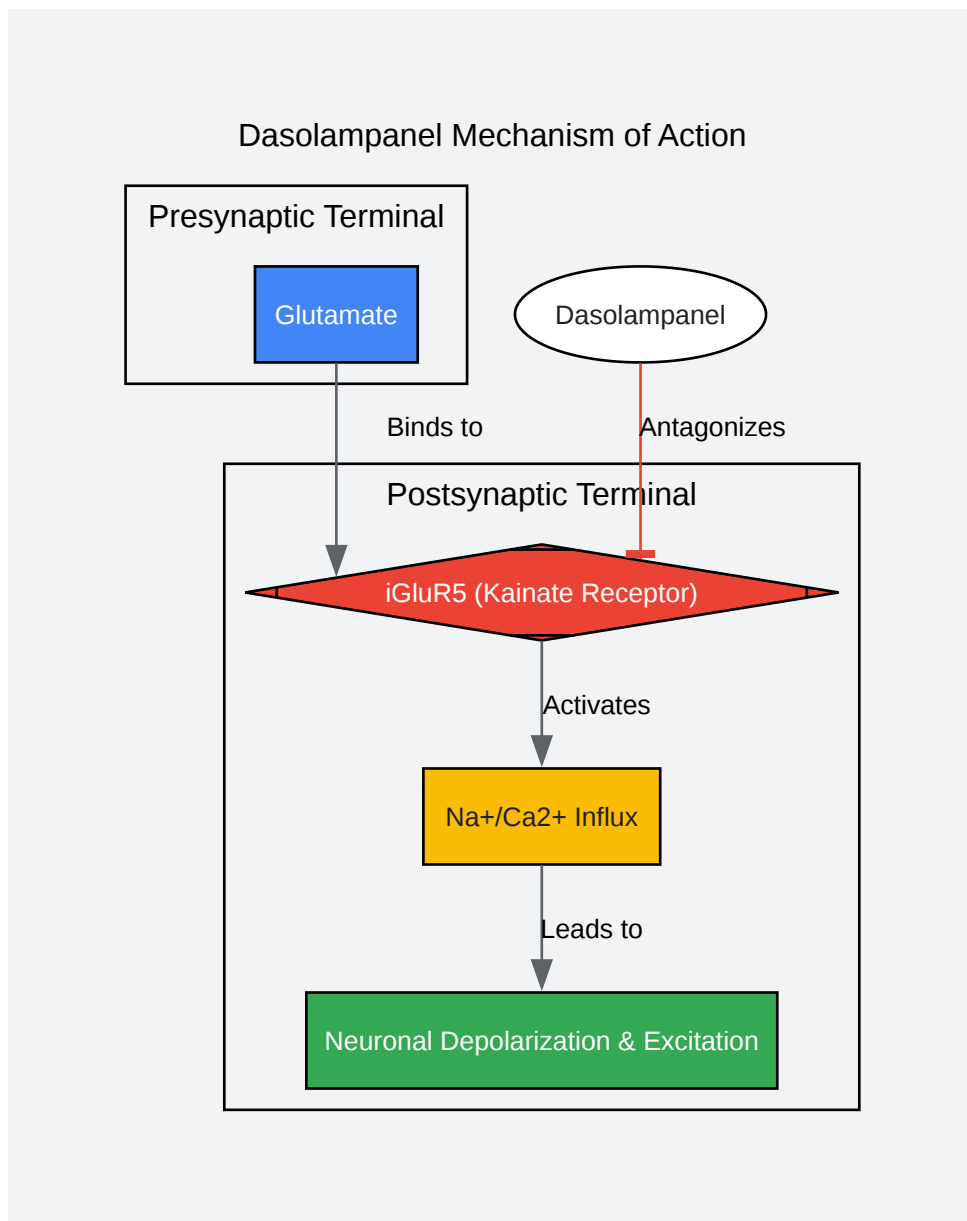 Dasolampanel Mechanism of Action
Presynaptic Terminal
Glutamate
Dasolampanel
Binds to
Antagonizes
Postsynaptic Terminal
iGluR5 (Kainate Receptor)
Activates
Na+/Ca2+ Influx
Leads to
Neuronal Depolarization & Excitation